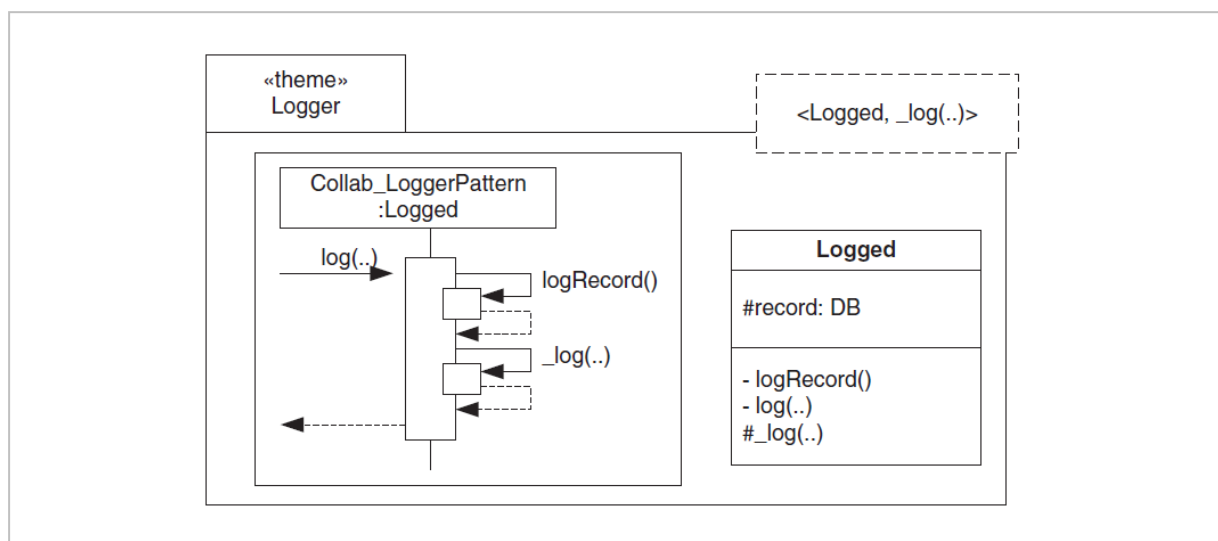 «theme»
Logger
<Logged, _log(..)>
Collab_LoggerPattern
:Logged
log(..)
logRecord()
_log(..)
Logged
#record: DB
- logRecord()
- log(..)
#_log(..)